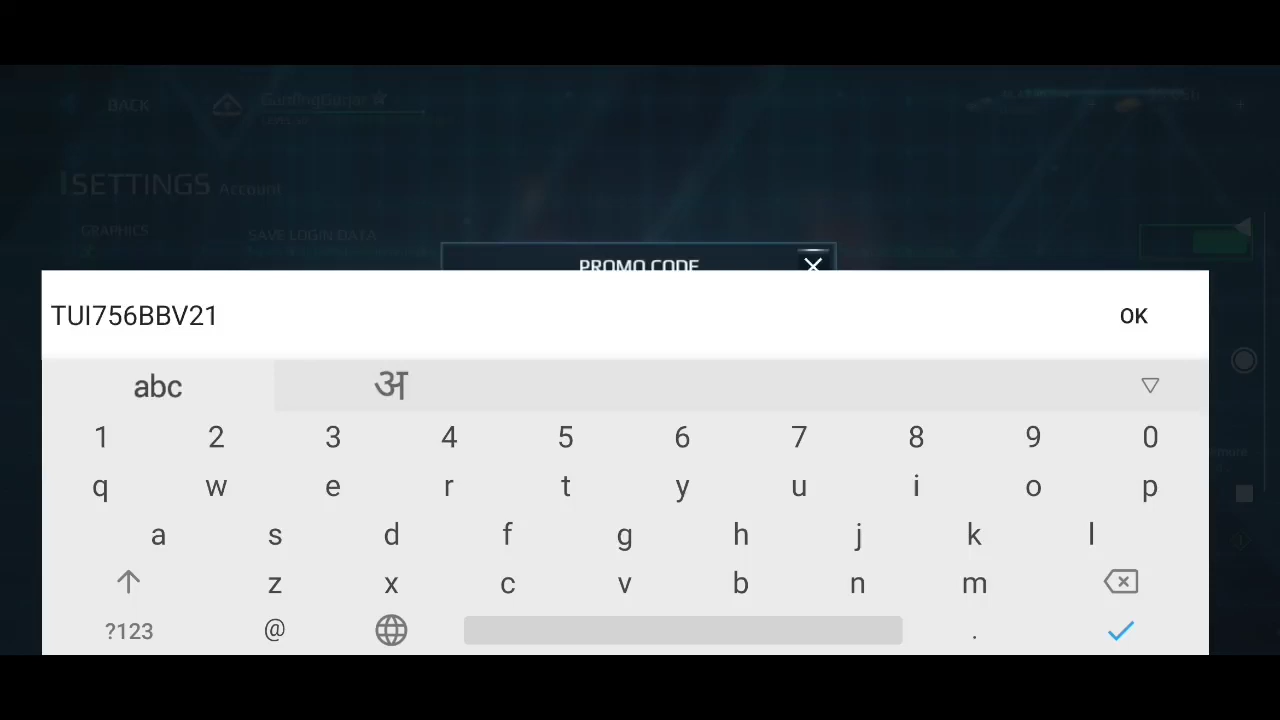 BACK
SETTINGS Account
GRAPHICS
SAVE LOGIN DATA
PROMO CODE
TUI756BBV21
OK
abc
अ
1 2 3 4 5 6 7 8 9 0
q w e r t y u i o p
a s d f g h j k l
z x c v b n m
?123 @ .